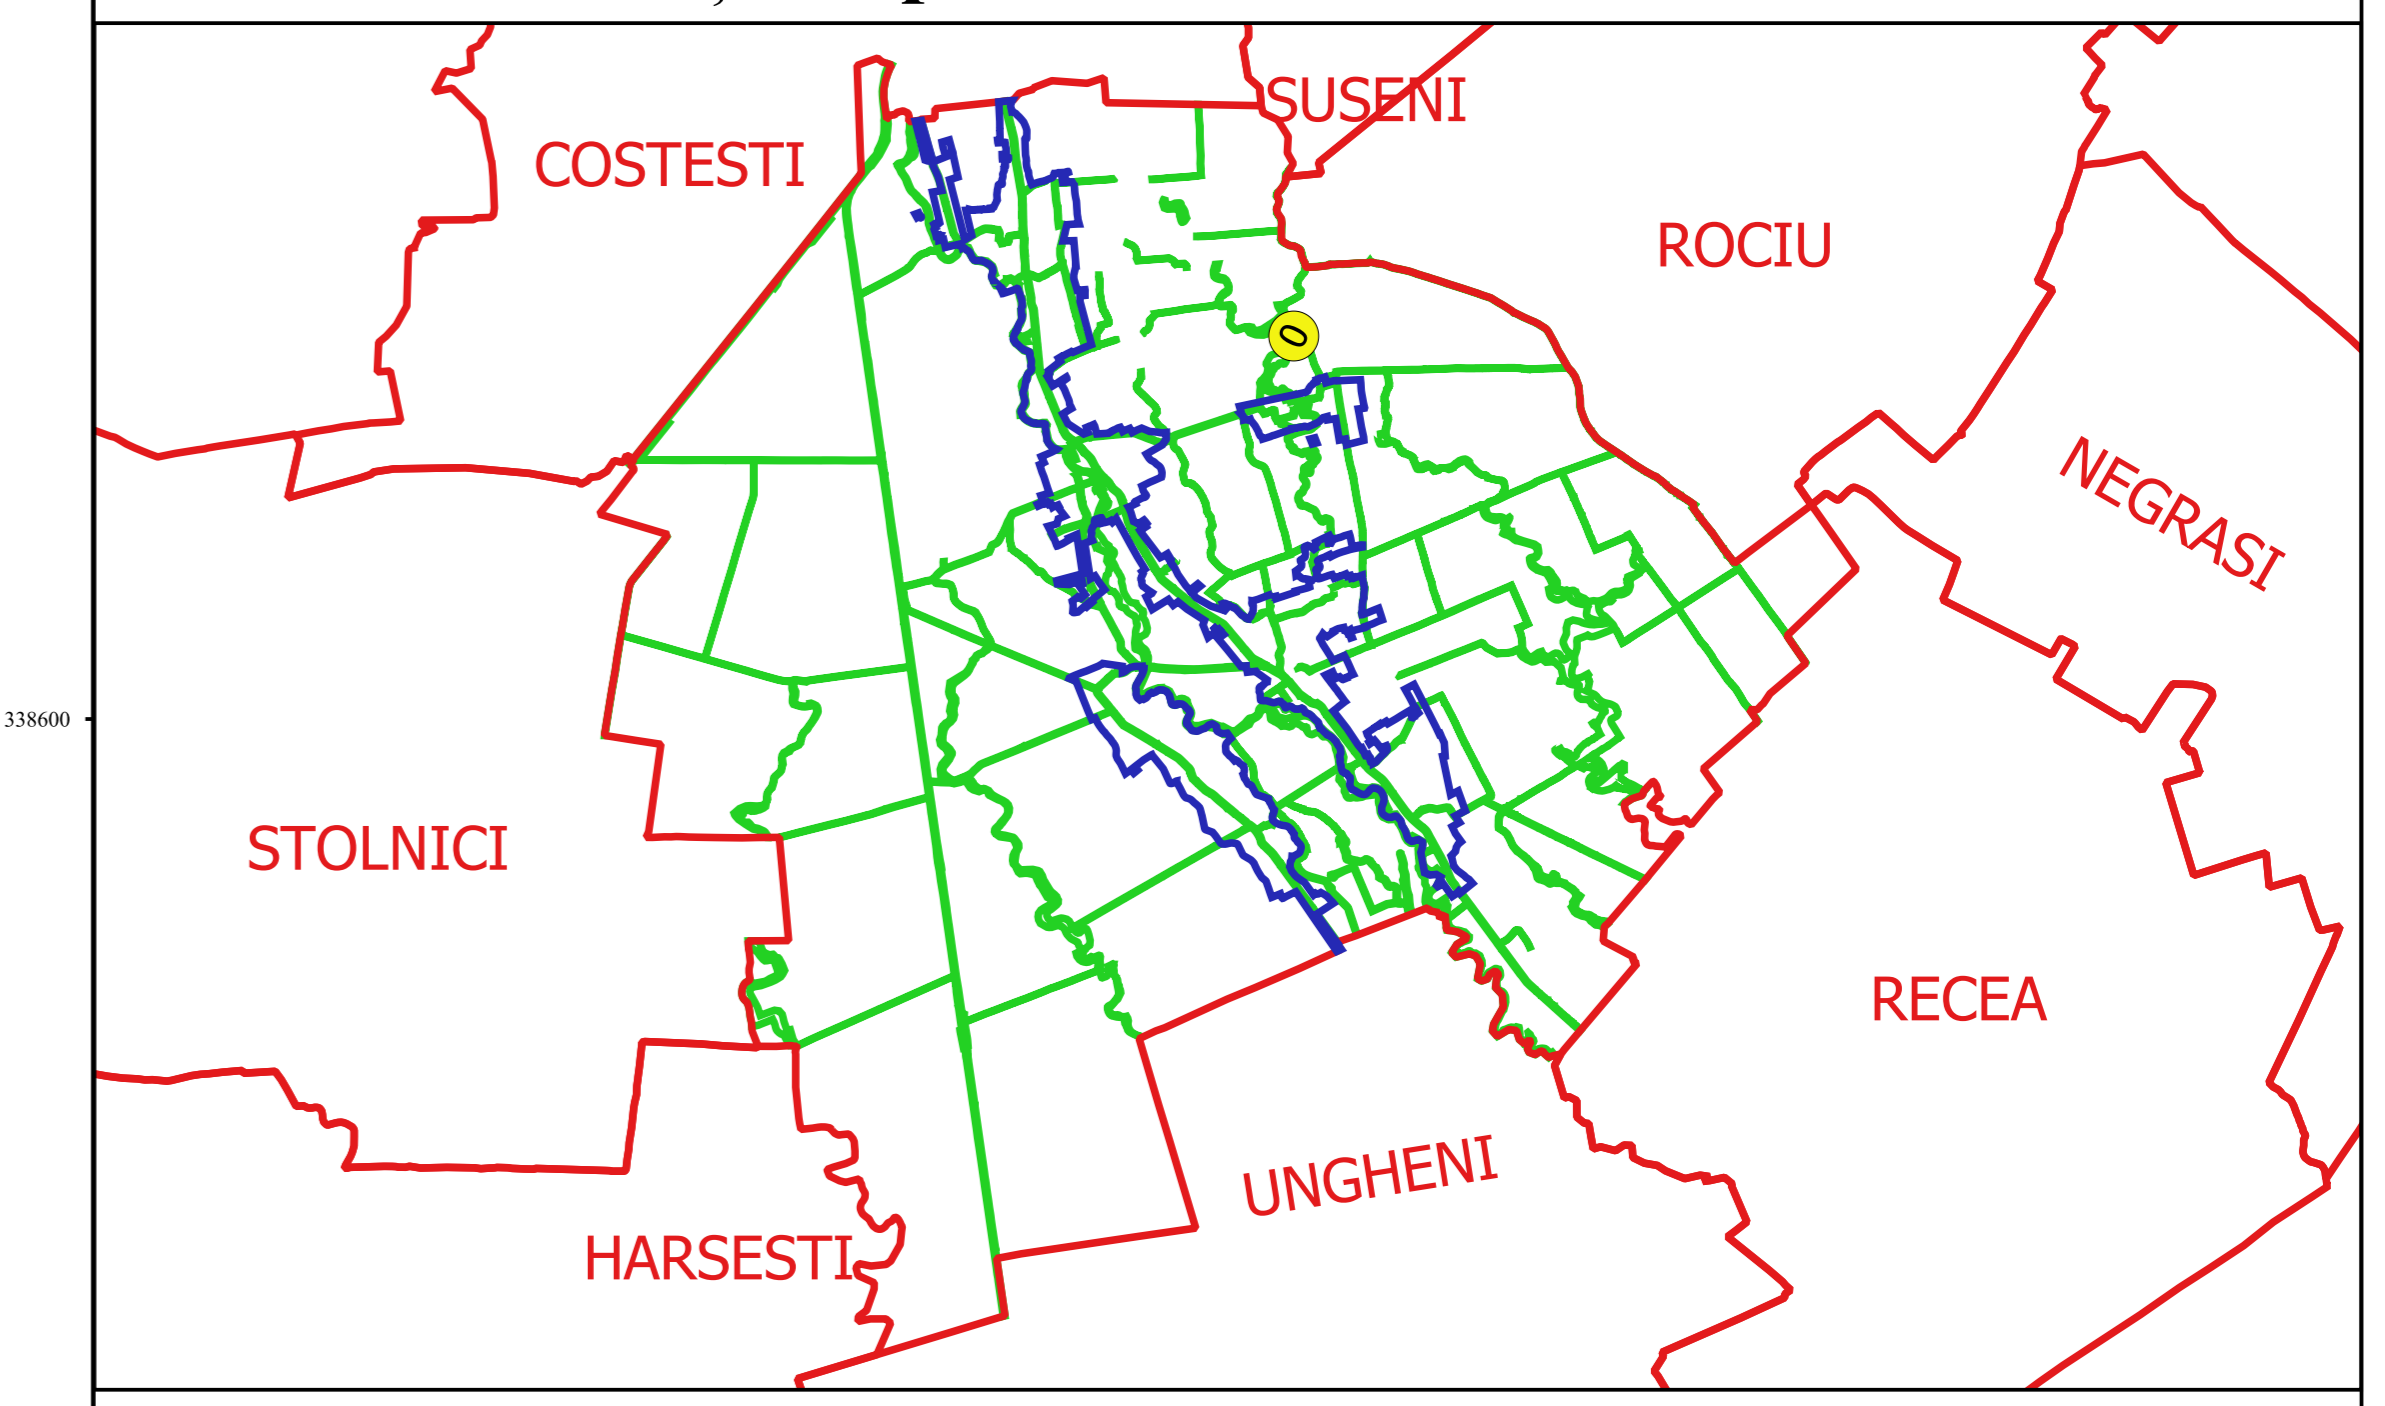 SUSENI
COSTESTI
ROCIU
0
NEGRASI
338600
STOLNICI
RECEA
UNGHENI
HARSESTI